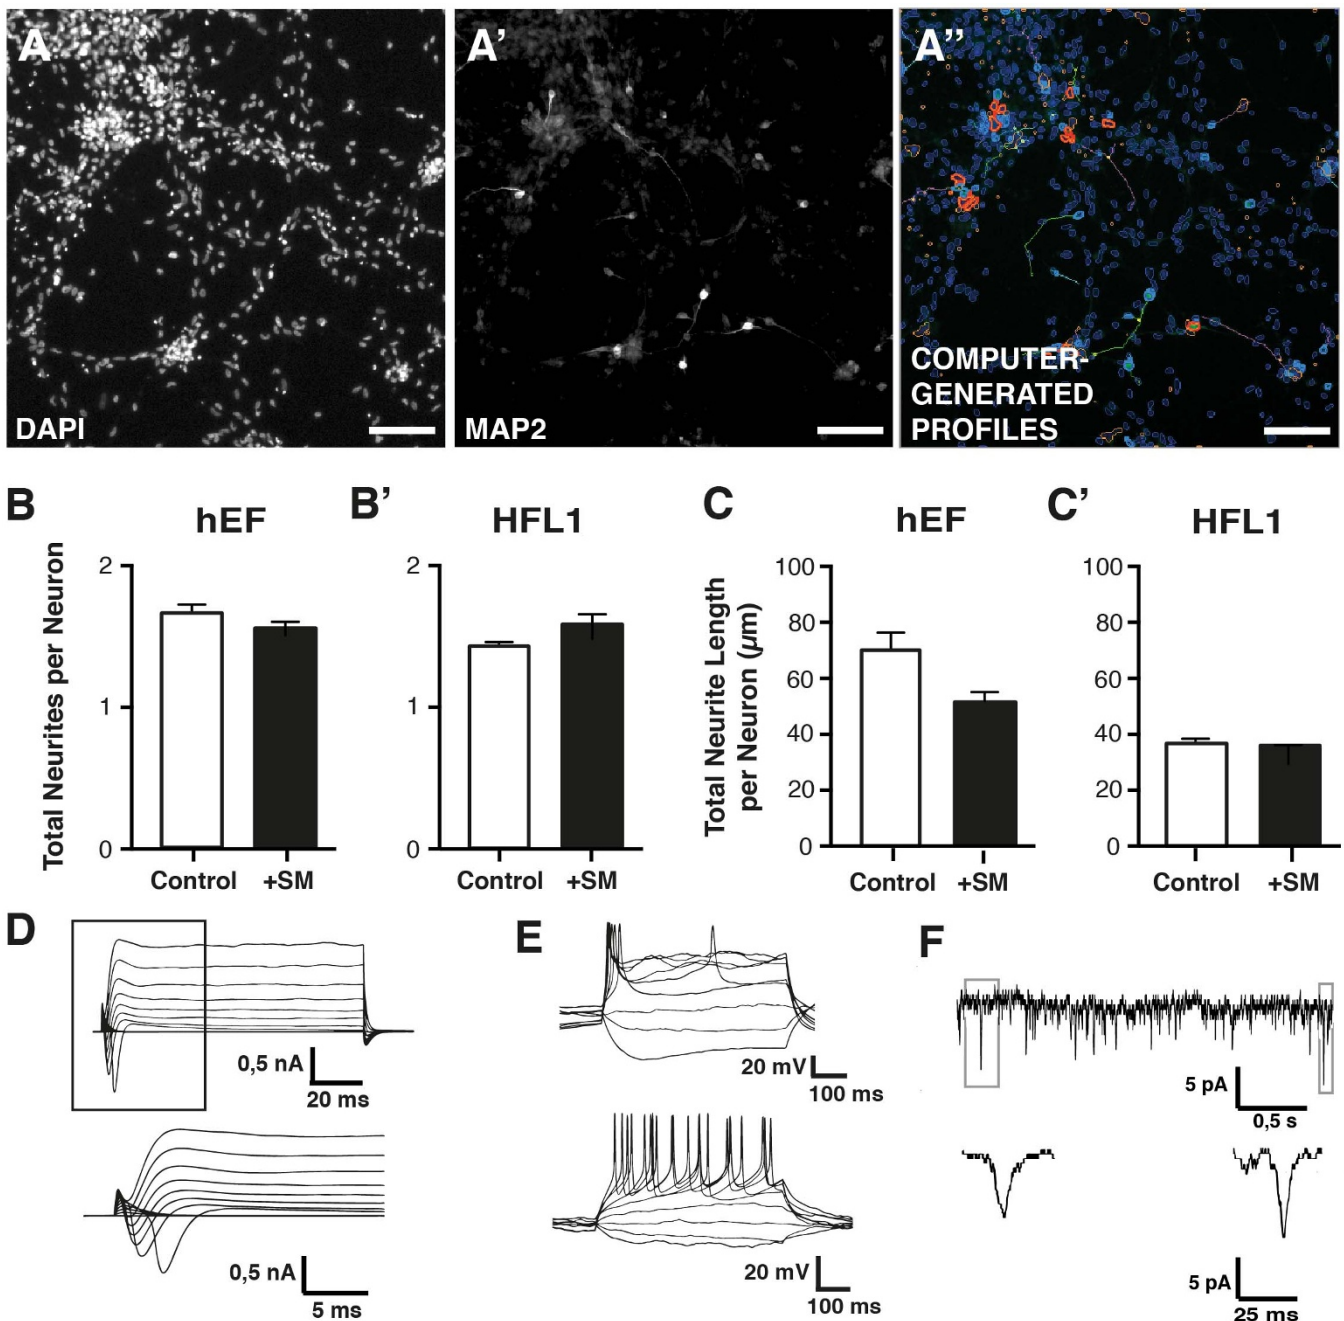 A
DAPI
A'
MAP2
A''
COMPUTER-
GENERATED
PROFILES
B
hEF
Total Neurites per Neuron
2
1
0
Control
+SM
B'
HFL1
2
1
0
Control
+SM
C
hEF
Total Neurite Length
per Neuron (µm)
100
80
60
40
20
0
Control
+SM
C'
HFL1
100
80
60
40
20
0
Control
+SM
D
0,5 nA
20 ms
0,5 nA
5 ms
E
20 mV
100 ms
20 mV
100 ms
F
5 pA
0,5 s
5 pA
25 ms